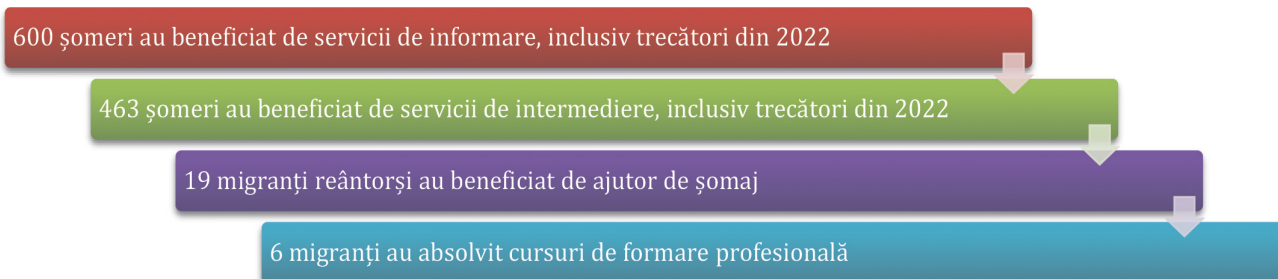 600 șomeri au beneficiat de servicii de informare, inclusiv trecători din 2022
463 șomeri au beneficiat de servicii de intermediere, inclusiv trecători din 2022
19 migranți reântorși au beneficiat de ajutor de șomaj
6 migranți au absolvit cursuri de formare profesională